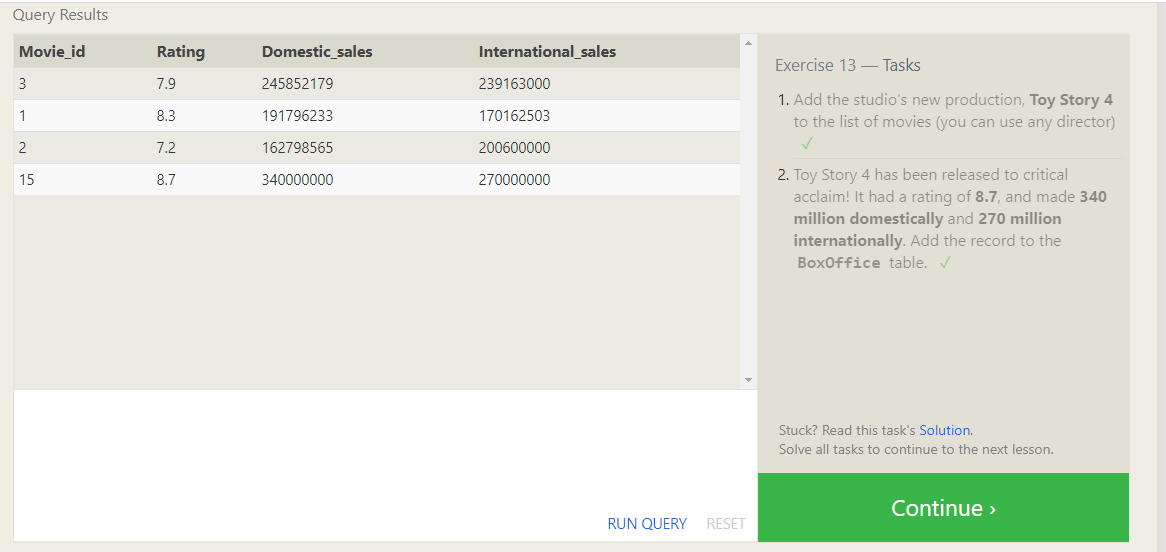 Query Results
Movie_id Rating Domestic_sales International_sales
3 7.9 245852179 239163000
1 8.3 191796233 170162503
2 7.2 162798565 200600000
15 8.7 340000000 270000000
Exercise 13 — Tasks
1. Add the studio's new production, Toy Story 4
to the list of movies (you can use any director)
✓
2. Toy Story 4 has been released to critical
acclaim! It had a rating of 8.7, and made 340
million domestically and 270 million
internationally. Add the record to the
BoxOffice table. ✓
Stuck? Read this task's Solution.
Solve all tasks to continue to the next lesson.
RUN QUERY RESET
Continue ›